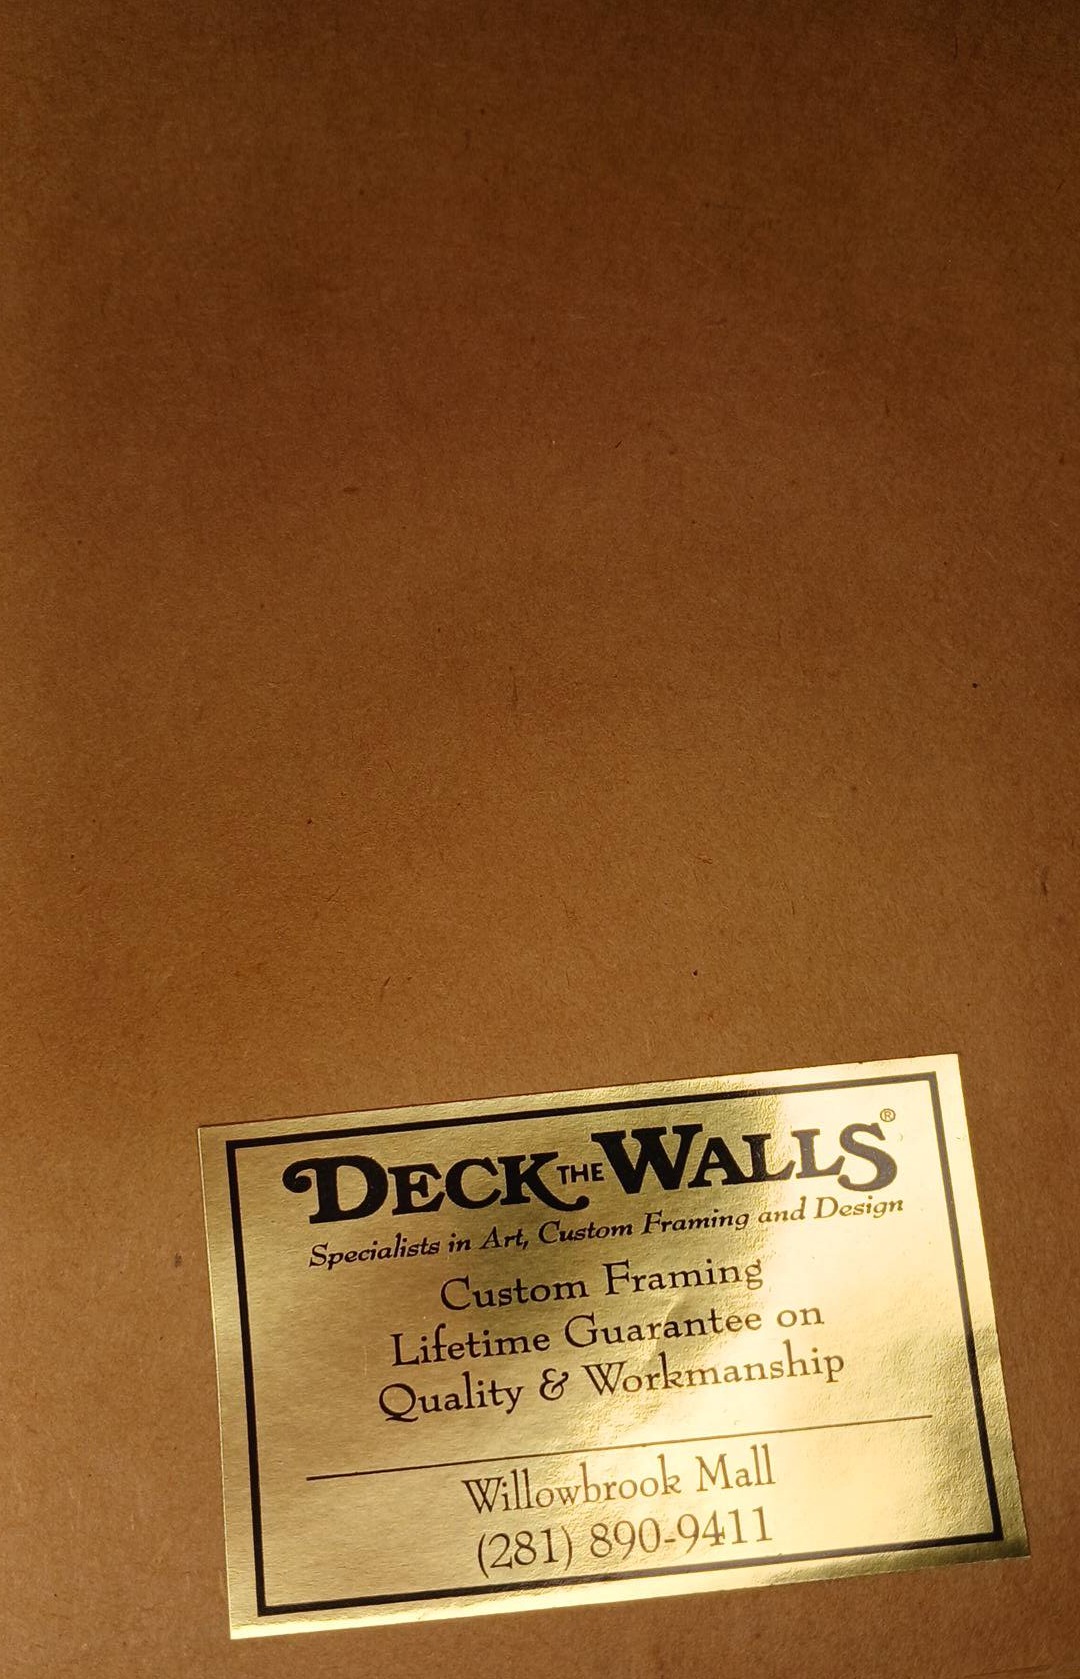 DECK THE WALLS®
Specialists in Art, Custom Framing and Design
Custom Framing
Lifetime Guarantee on
Quality & Workmanship
Willowbrook Mall
(281) 890-9411